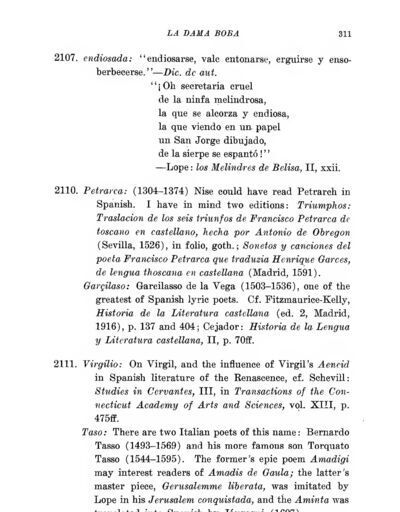 LA DAMA BOBA 311
2107. endiosada: "endiosarse, vale entonarse, erguirse y enso-
berbecerse."—Dic. de aut.
"¡Oh secretaria cruel
de la ninfa melindrosa,
la que se alcorza y endiosa,
la que viendo en un papel
un San Jorge dibujado,
de la sierpe se espantó!"
—Lope: los Melindres de Belisa, II, xxii.
2110. Petrarca: (1304–1374) Nise could have read Petrarch in
Spanish. I have in mind two editions: Triumphos:
Traslacion de los seis triunfos de Francisco Petrarca de
toscano en castellano, hecha por Antonio de Obregon
(Sevilla, 1526), in folio, goth.; Sonetos y canciones del
poeta Francisco Petrarca que traduzia Henrique Garces,
de lengua thoscana en castellana (Madrid, 1591).
Garçilaso: Garcilasso de la Vega (1503–1536), one of the
greatest of Spanish lyric poets. Cf. Fitzmaurice-Kelly,
Historia de la Literatura castellana (ed. 2, Madrid,
1916), p. 137 and 404; Cejador: Historia de la Lengua
y Literatura castellana, II, p. 70ff.
2111. Virgilio: On Virgil, and the influence of Virgil's Aeneid
in Spanish literature of the Renascence, cf. Schevill:
Studies in Cervantes, III, in Transactions of the Con-
necticut Academy of Arts and Sciences, vol. XIII, p.
475ff.
Taso: There are two Italian poets of this name: Bernardo
Tasso (1493–1569) and his more famous son Torquato
Tasso (1544–1595). The former's epic poem Amadigi
may interest readers of Amadis de Gaula; the latter's
master piece, Gerusalemme liberata, was imitated by
Lope in his Jerusalem conquistada, and the Aminta was